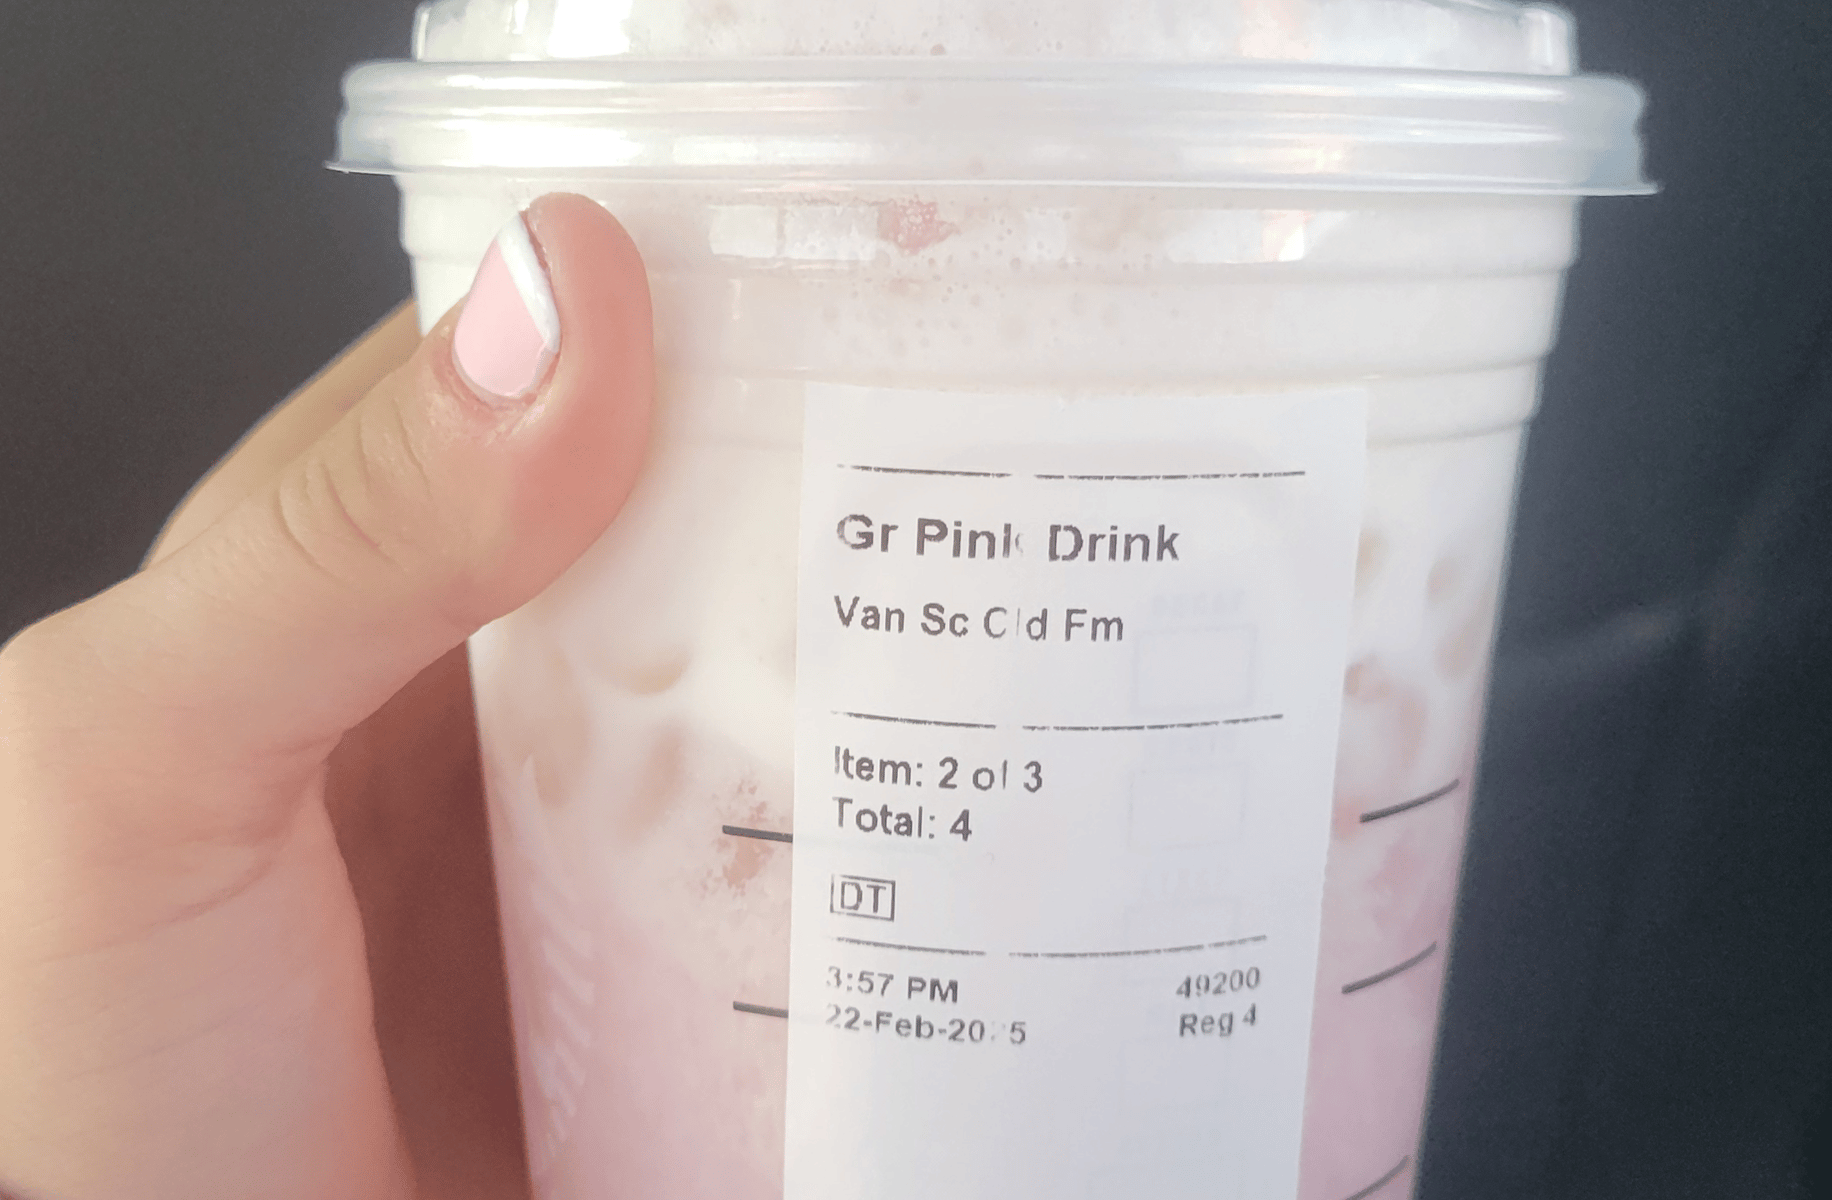 Gr Pink Drink
Van Sc Cld Fm
Item: 2 of 3
Total: 4
DT
3:57 PM 49200
22-Feb-2025 Reg 4